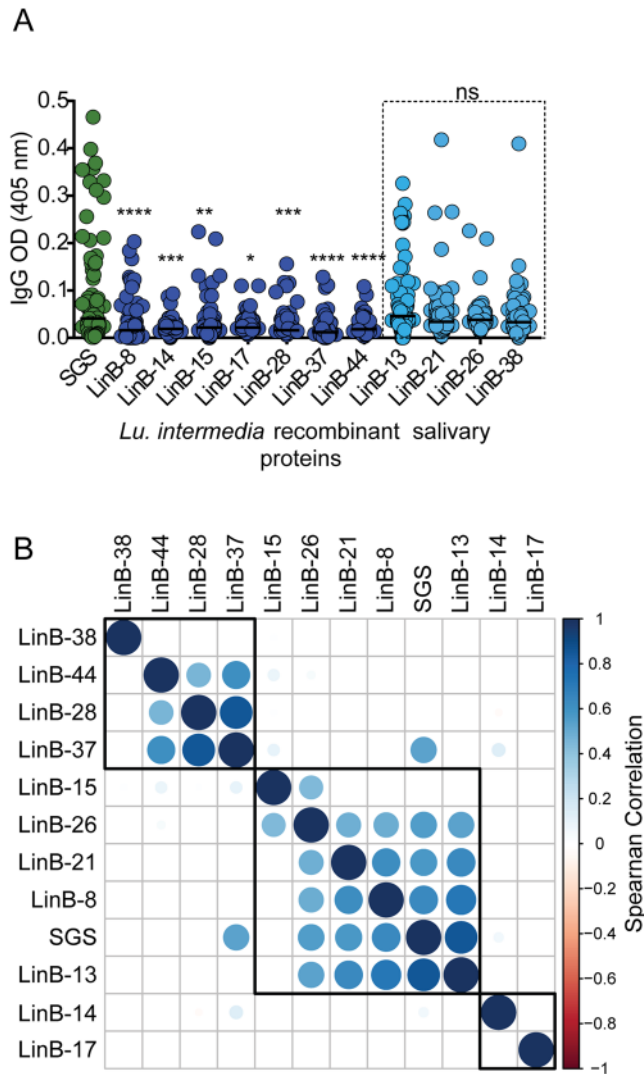 A
ns
0.5
0.4
0.3
0.2
0.1
0.0
IgG OD (405 nm)
****
***
**
*
***
****
****
SGS
LinB-8
LinB-14
LinB-15
LinB-17
LinB-28
LinB-37
LinB-44
LinB-13
LinB-21
LinB-26
LinB-38
Lu. intermedia recombinant salivary
proteins
B
LinB-38
LinB-44
LinB-28
LinB-37
LinB-15
LinB-26
LinB-21
LinB-8
SGS
LinB-13
LinB-14
LinB-17
LinB-38
LinB-44
LinB-28
LinB-37
LinB-15
LinB-26
LinB-21
LinB-8
SGS
LinB-13
LinB-14
LinB-17
1
0.8
0.6
0.4
0.2
0
−0.2
−0.4
−0.6
−0.8
−1
Spearman Correlation